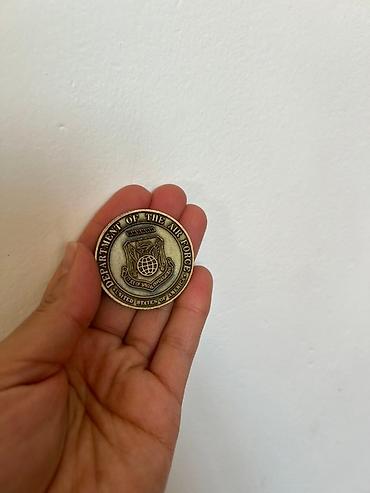 DEPARTMENT OF THE AIR FORCE
UNITED STATES OF AMERICA